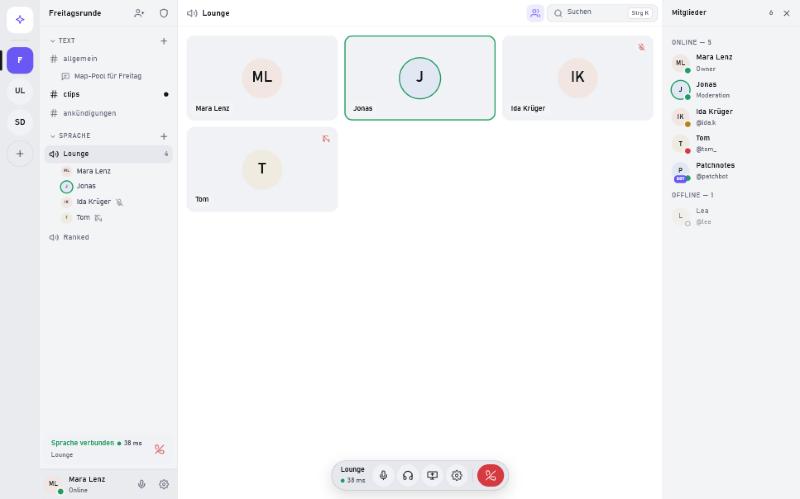 F
UL
SD
Freitagsrunde
TEXT
allgemein
Map-Pool für Freitag
clips
ankündigungen
SPRACHE
Lounge 4
ML Mara Lenz
J Jonas
IK Ida Krüger
T Tom
Ranked
Sprache verbunden 38 ms
Lounge
ML Mara Lenz
Online
Lounge
Suchen Strg K
ML
Mara Lenz
J
Jonas
IK
Ida Krüger
T
Tom
Lounge
38 ms
Mitglieder 6
ONLINE — 5
ML Mara Lenz
Owner
J Jonas
Moderation
IK Ida Krüger
@ida.k
T Tom
@tom_
P Patchnotes
BOT @patchbot
OFFLINE — 1
L Lea
@lea